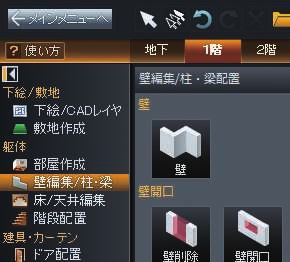 ←メインメニューへ
? 使い方
地下
1階
2階
下絵/敷地
下絵/CADレイヤ
敷地作成
躯体
部屋作成
壁編集/柱・梁
床/天井編集
階段配置
建具・カーテン
ドア配置
壁編集/柱・梁配置
壁
壁
壁開口
壁削除
壁開口